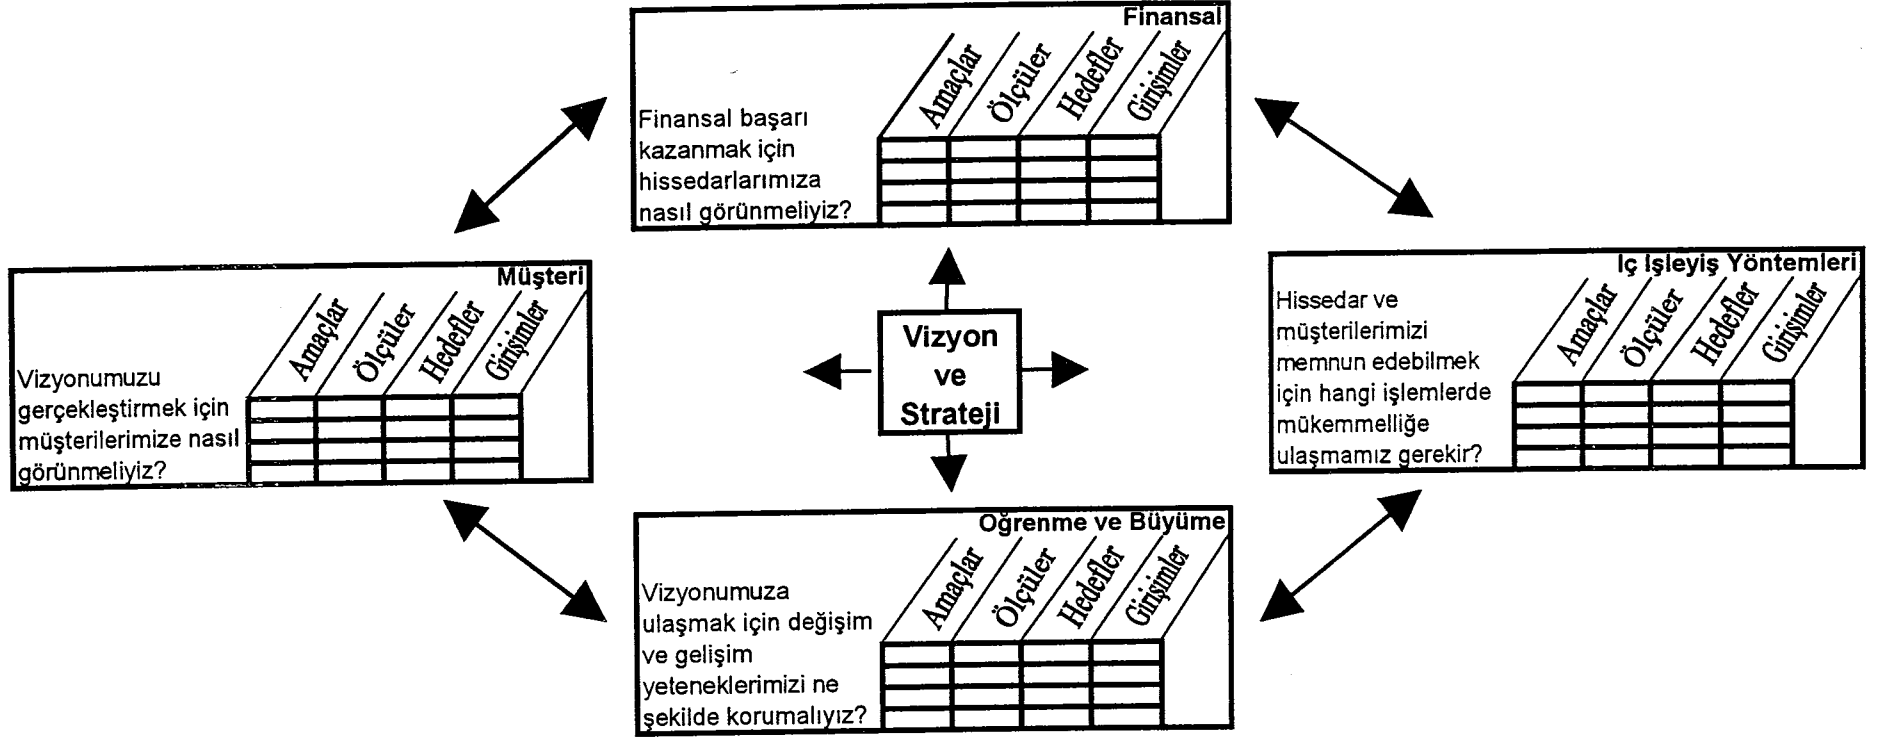 Finansal
Amaçlar
Ölçüler
Hedefler
Girişimler
Finansal başarı
kazanmak için
hissedarlarımıza
nasıl görünmeliyiz?
Müşteri
Amaçlar
Ölçüler
Hedefler
Girişimler
Vizyonumuzu
gerçekleştirmek için
müşterilerimize nasıl
görünmeliyiz?
Vizyon
ve
Strateji
İç İşleyiş Yöntemleri
Amaçlar
Ölçüler
Hedefler
Girişimler
Hissedar ve
müşterilerimizi
memnun edebilmek
için hangi işlemlerde
mükemmelliğe
ulaşmamız gerekir?
Öğrenme ve Büyüme
Amaçlar
Ölçüler
Hedefler
Girişimler
Vizyonumuza
ulaşmak için değişim
ve gelişim
yeteneklerimizi ne
şekilde korumalıyız?